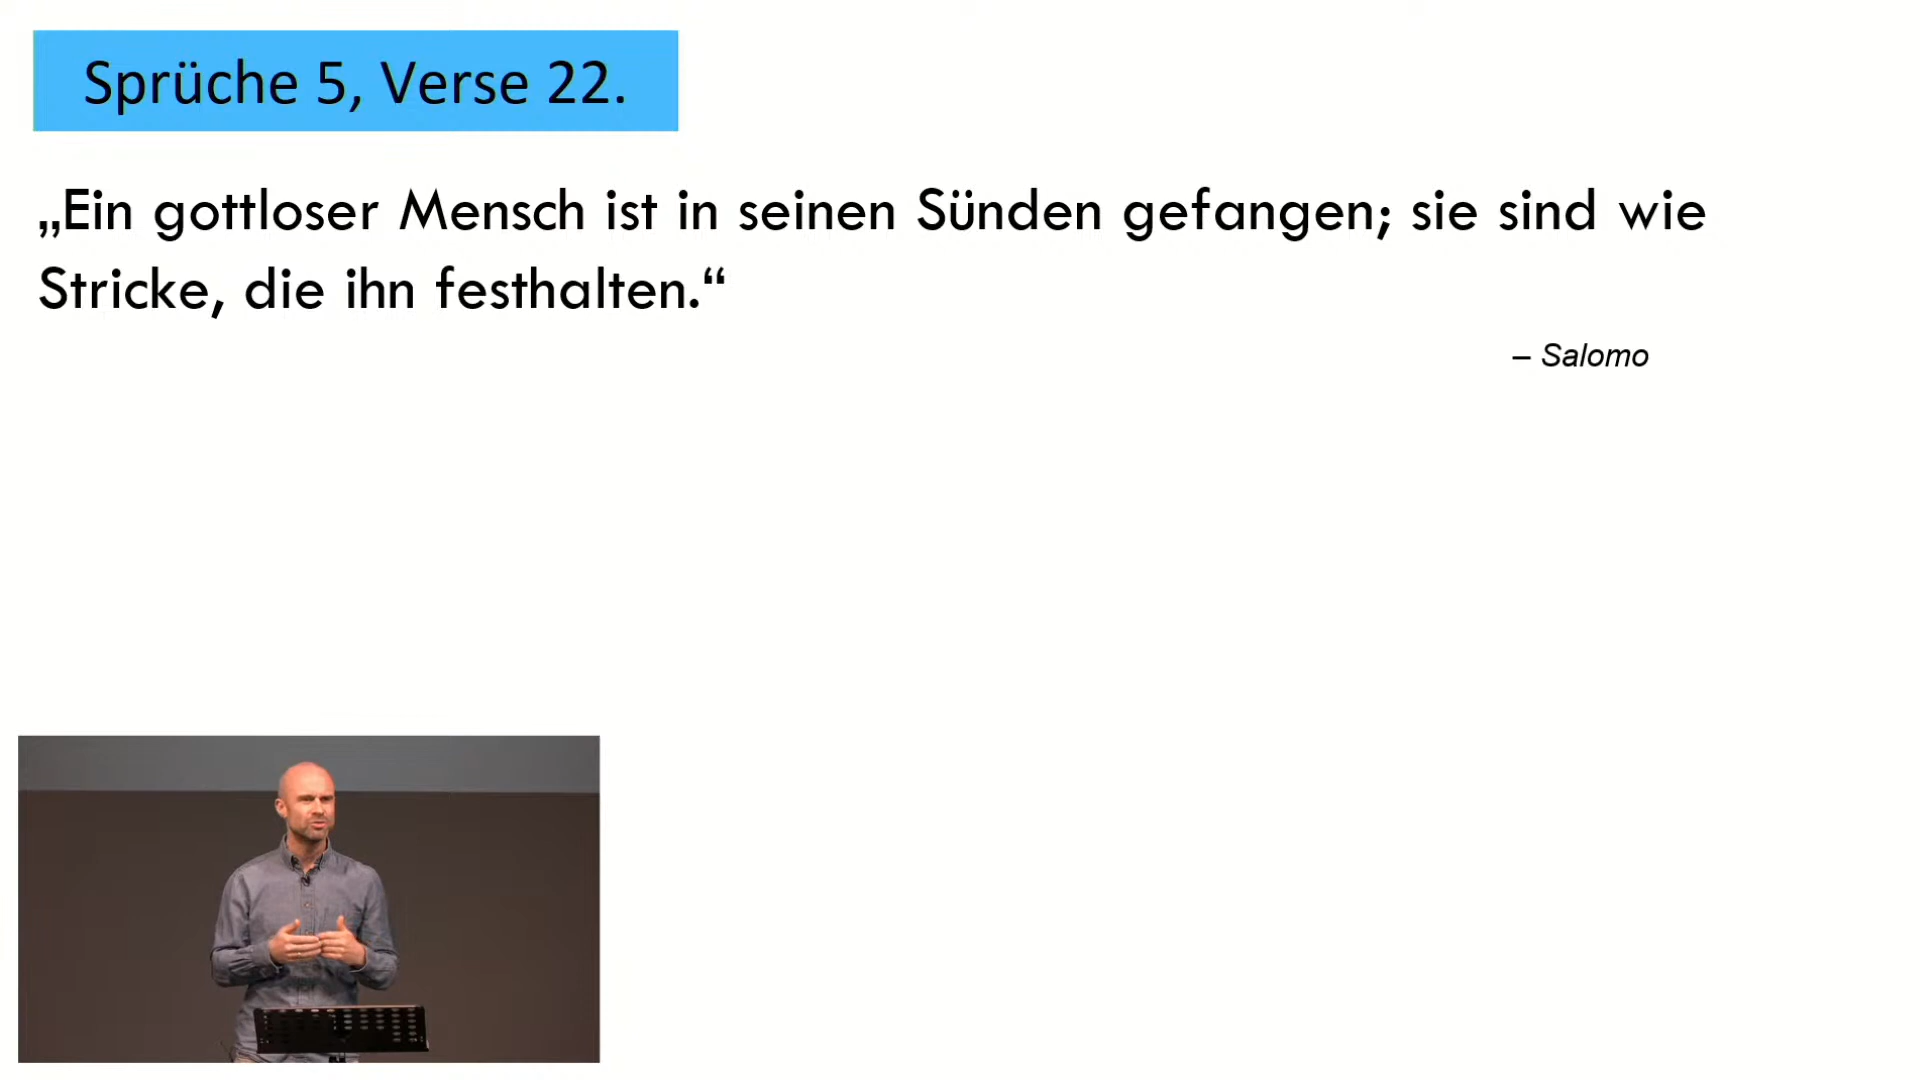 Sprüche 5, Verse 22.
„Ein gottloser Mensch ist in seinen Sünden gefangen; sie sind wie
Stricke, die ihn festhalten.“
– Salomo